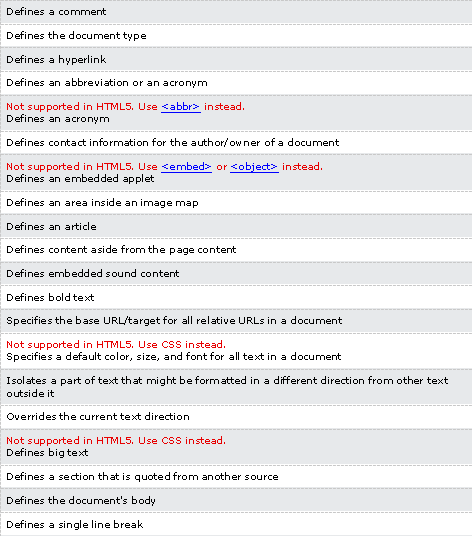 Defines a comment
Defines the document type
Defines a hyperlink
Defines an abbreviation or an acronym
Not supported in HTML5. Use <abbr> instead.
Defines an acronym
Defines contact information for the author/owner of a document
Not supported in HTML5. Use <embed> or <object> instead.
Defines an embedded applet
Defines an area inside an image map
Defines an article
Defines content aside from the page content
Defines embedded sound content
Defines bold text
Specifies the base URL/target for all relative URLs in a document
Not supported in HTML5. Use CSS instead.
Specifies a default color, size, and font for all text in a document
Isolates a part of text that might be formatted in a different direction from other text
outside it
Overrides the current text direction
Not supported in HTML5. Use CSS instead.
Defines big text
Defines a section that is quoted from another source
Defines the document's body
Defines a single line break